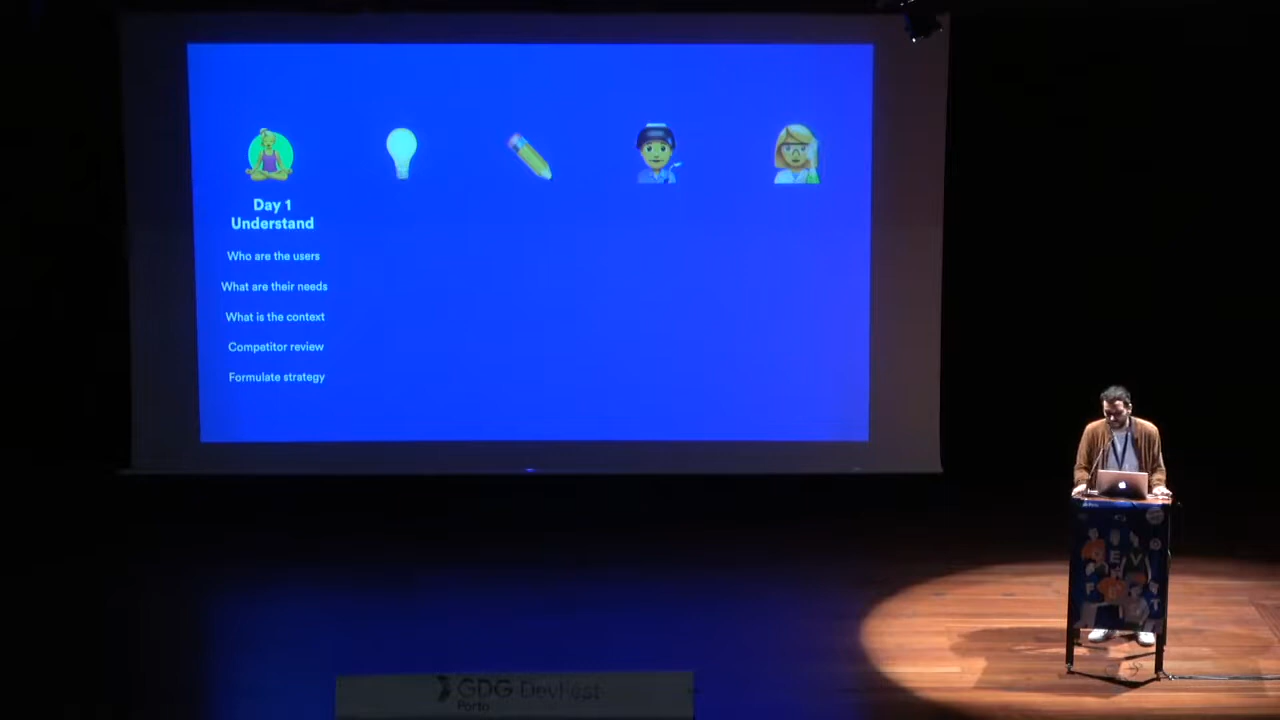 Day 1
Understand
Who are the users
What are their needs
What is the context
Competitor review
Formulate strategy
GDG DevFest
Porto